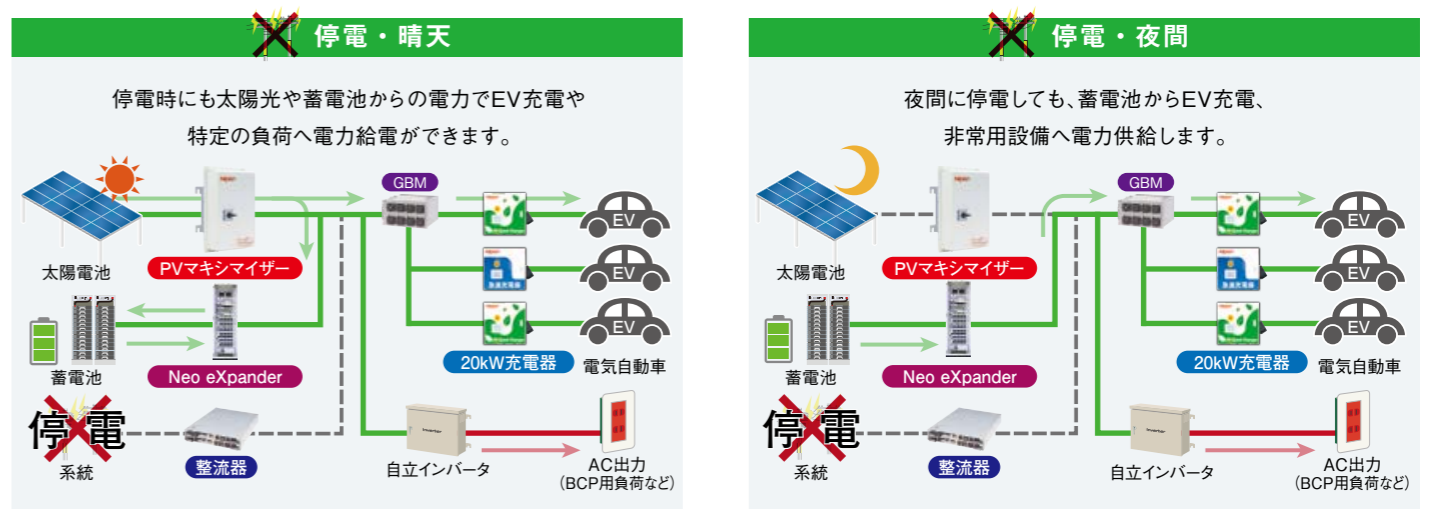 停電・晴天
停電時にも太陽光や蓄電池からの電力でEV充電や
特定の負荷へ電力給電ができます。
GBM
EV
太陽電池
PVマキシマイザー
EV
EV
蓄電池
Neo eXpander
20kW充電器
電気自動車
停電
系統
整流器
Inverter
自立インバータ
AC出力
（BCP用負荷など）
停電・夜間
夜間に停電しても、蓄電池からEV充電、
非常用設備へ電力供給します。
GBM
EV
太陽電池
PVマキシマイザー
EV
EV
蓄電池
Neo eXpander
20kW充電器
電気自動車
停電
系統
整流器
Inverter
自立インバータ
AC出力
（BCP用負荷など）